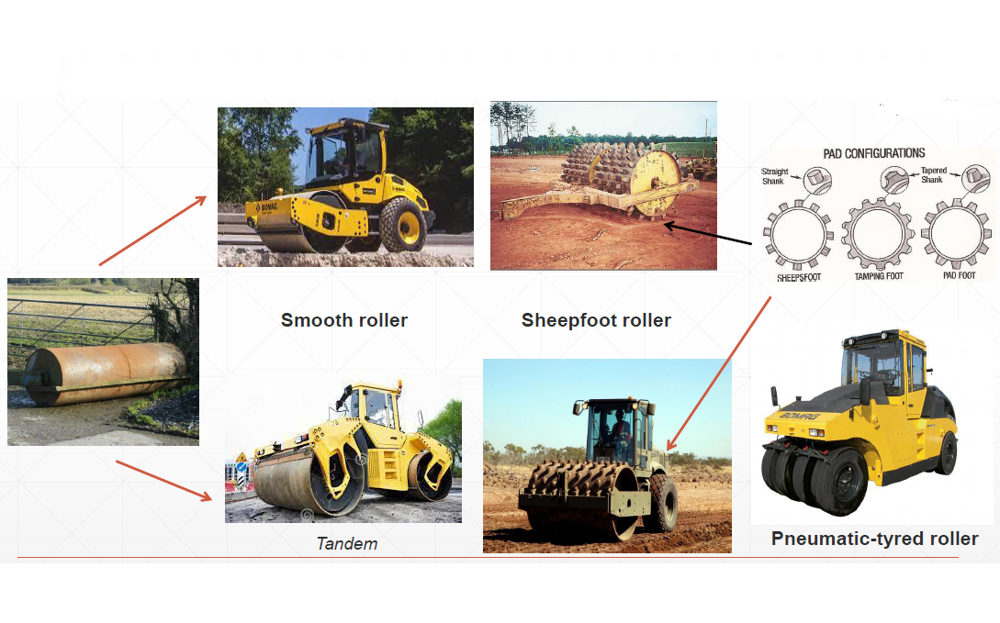 PAD CONFIGURATIONS
Straight
Shank
Tapered
Shank
SHEEPSFOOT
TAMPING FOOT
PAD FOOT
BOMAG
Smooth roller
Sheepfoot roller
BOMAG
Tandem
Pneumatic-tyred roller